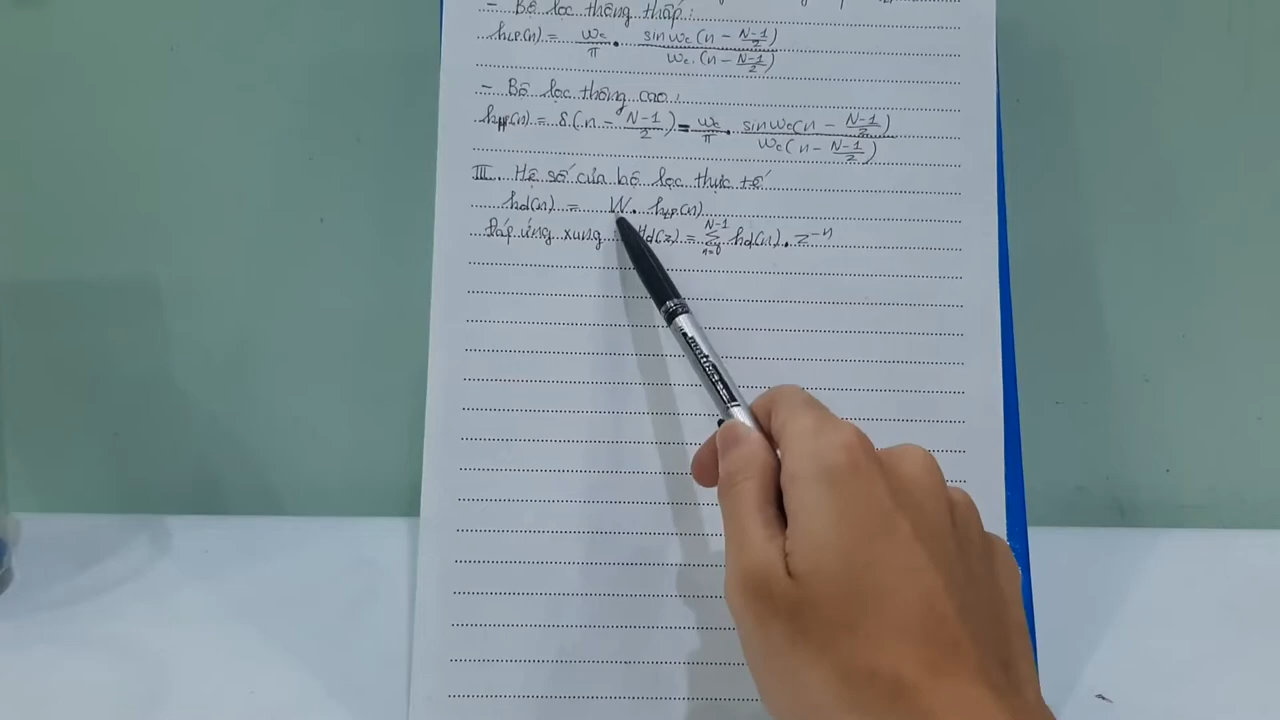 - Bộ lọc thông thấp:
hLP(n) = ωc/π . sin ωc(n - N-1/2) / ωc.(n - N-1/2)
- Bộ lọc thông cao:
hHP(n) = δ(n - N-1/2) = ωc/π . sin ωc(n - N-1/2) / ωc(n - N-1/2)
III. Hệ số của bộ lọc thực tế
hd(n) = W. hLP(n)
Đáp ứng xung : Hd(z) = Σ N-1 n=0 hd(n). z^-n